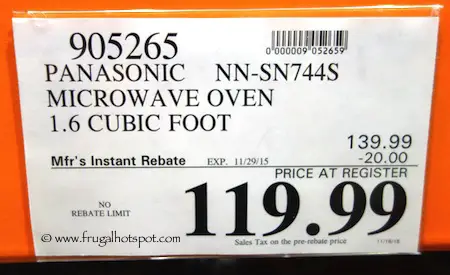 905265
0000009052659
PANASONIC NN-SN744S
MICROWAVE OVEN
1.6 CUBIC FOOT
139.99
Mfr's Instant Rebate EXP. 11/29/15 -20.00
PRICE AT REGISTER
119.99
NO
REBATE LIMIT
Sales Tax on the pre-rebate price
© www.frugalhotspot.com